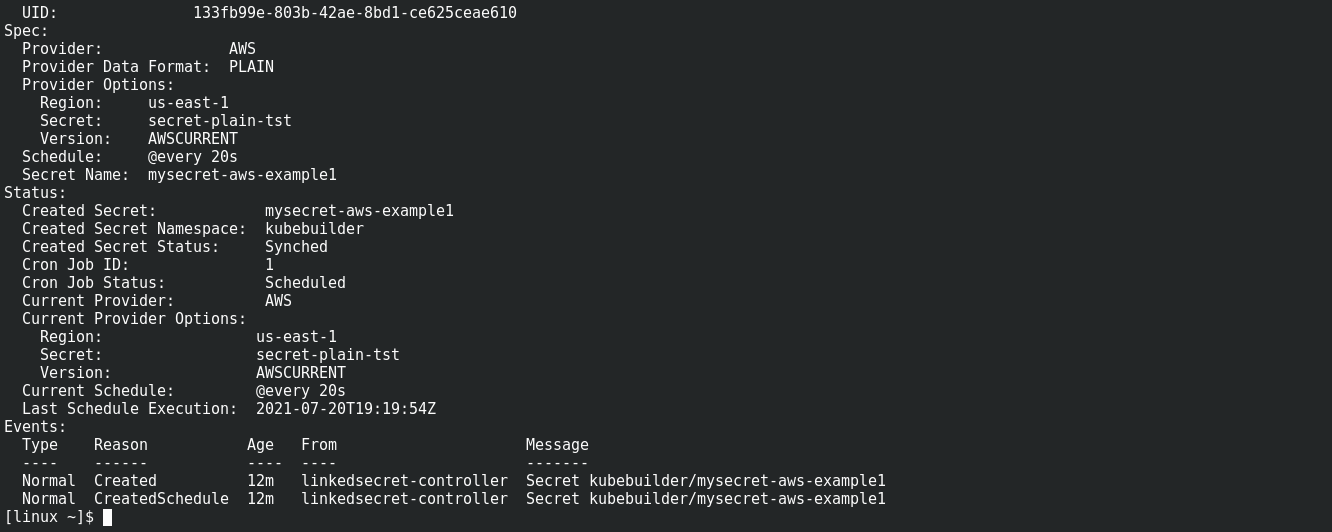 UID:               133fb99e-803b-42ae-8bd1-ce625ceae610
Spec:
  Provider:              AWS
  Provider Data Format:  PLAIN
  Provider Options:
    Region:     us-east-1
    Secret:     secret-plain-tst
    Version:    AWSCURRENT
  Schedule:     @every 20s
  Secret Name:  mysecret-aws-example1
Status:
  Created Secret:            mysecret-aws-example1
  Created Secret Namespace:  kubebuilder
  Created Secret Status:     Synched
  Cron Job ID:               1
  Cron Job Status:           Scheduled
  Current Provider:          AWS
  Current Provider Options:
    Region:                 us-east-1
    Secret:                 secret-plain-tst
    Version:                AWSCURRENT
  Current Schedule:         @every 20s
  Last Schedule Execution:  2021-07-20T19:19:54Z
Events:
  Type    Reason           Age   From                     Message
  ----    ------           ----  ----                     -------
  Normal  Created          12m   linkedsecret-controller  Secret kubebuilder/mysecret-aws-example1
  Normal  CreatedSchedule  12m   linkedsecret-controller  Secret kubebuilder/mysecret-aws-example1
[linux ~]$